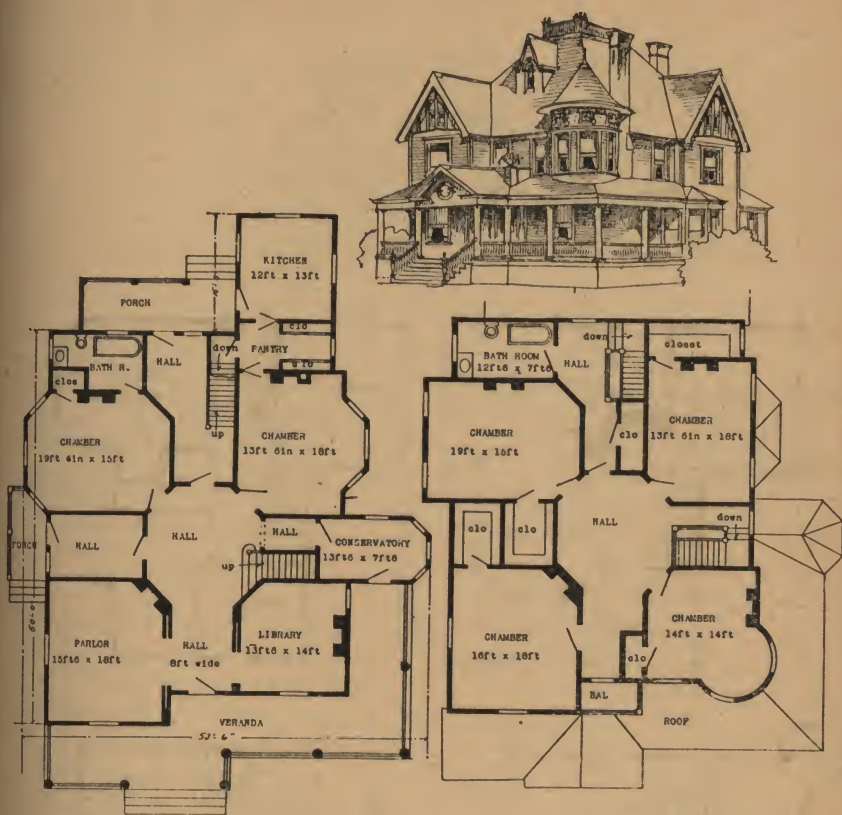 KITCHEN
12ft x 13ft
PORCH
clo
HALL
down
PANTRY
BATH R.
clo
clos
up
CHAMBER
19ft 4in x 15ft
CHAMBER
13ft 6in x 18ft
HALL
HALL
HALL
CONSERVATORY
13ft6 x 7ft6
PORCH
up
PARLOR
15ft6 x 18ft
HALL
8ft wide
LIBRARY
13ft6 x 14ft
VERANDA
BATH ROOM
12ft6 x 7ft6
HALL
down
closet
CHAMBER
19ft x 15ft
clo
CHAMBER
13ft 6in x 18ft
clo
clo
HALL
down
CHAMBER
16ft x 18ft
CHAMBER
14ft x 14ft
clo
BAL
ROOF